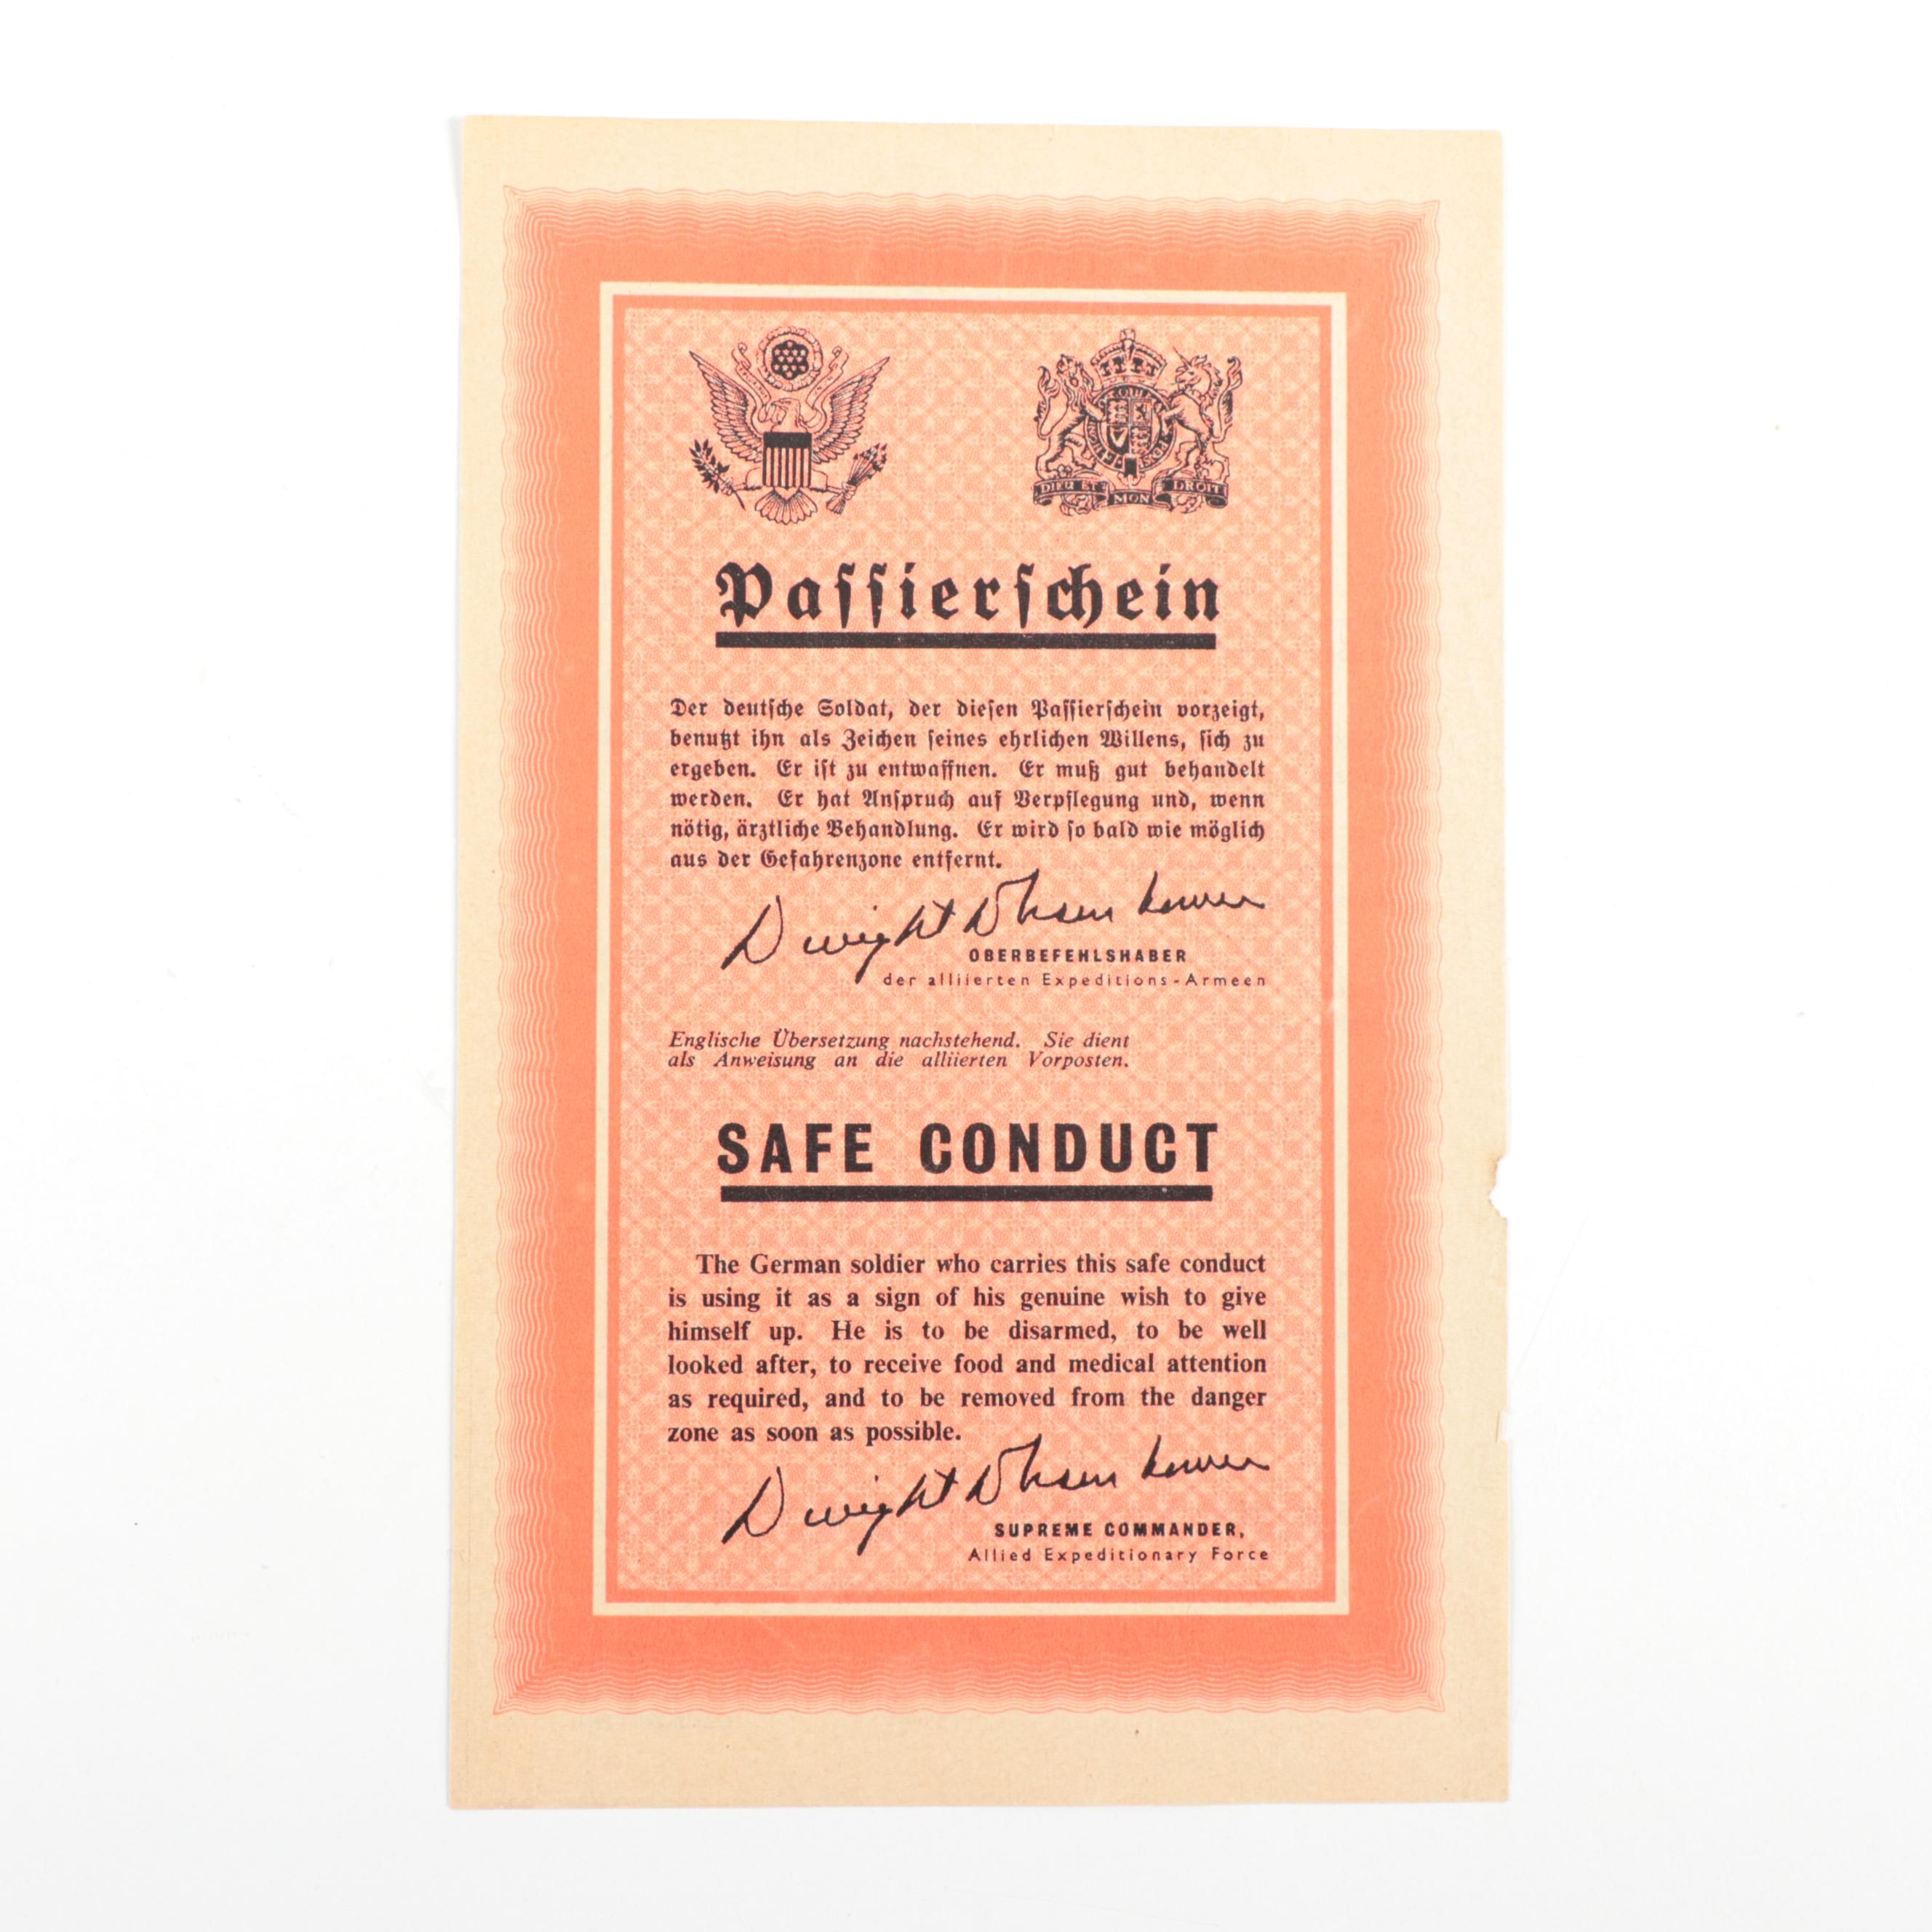 DIEU ET MON DROIT
Paſſierſchein
Der deutſche Soldat, der dieſen Paſſierſchein vorzeigt,
benutzt ihn als Zeichen ſeines ehrlichen Willens, ſich zu
ergeben. Er iſt zu entwaffnen. Er muß gut behandelt
werden. Er hat Anſpruch auf Verpflegung und, wenn
nötig, ärztliche Behandlung. Er wird ſo bald wie möglich
aus der Gefahrenzone entfernt.
Dwight D Eisenhower
OBERBEFEHLSHABER
der alliierten Expeditions-Armeen
Englische Übersetzung nachstehend. Sie dient
als Anweisung an die alliierten Vorposten.
SAFE CONDUCT
The German soldier who carries this safe conduct
is using it as a sign of his genuine wish to give
himself up. He is to be disarmed, to be well
looked after, to receive food and medical attention
as required, and to be removed from the danger
zone as soon as possible.
Dwight D Eisenhower
SUPREME COMMANDER,
Allied Expeditionary Force